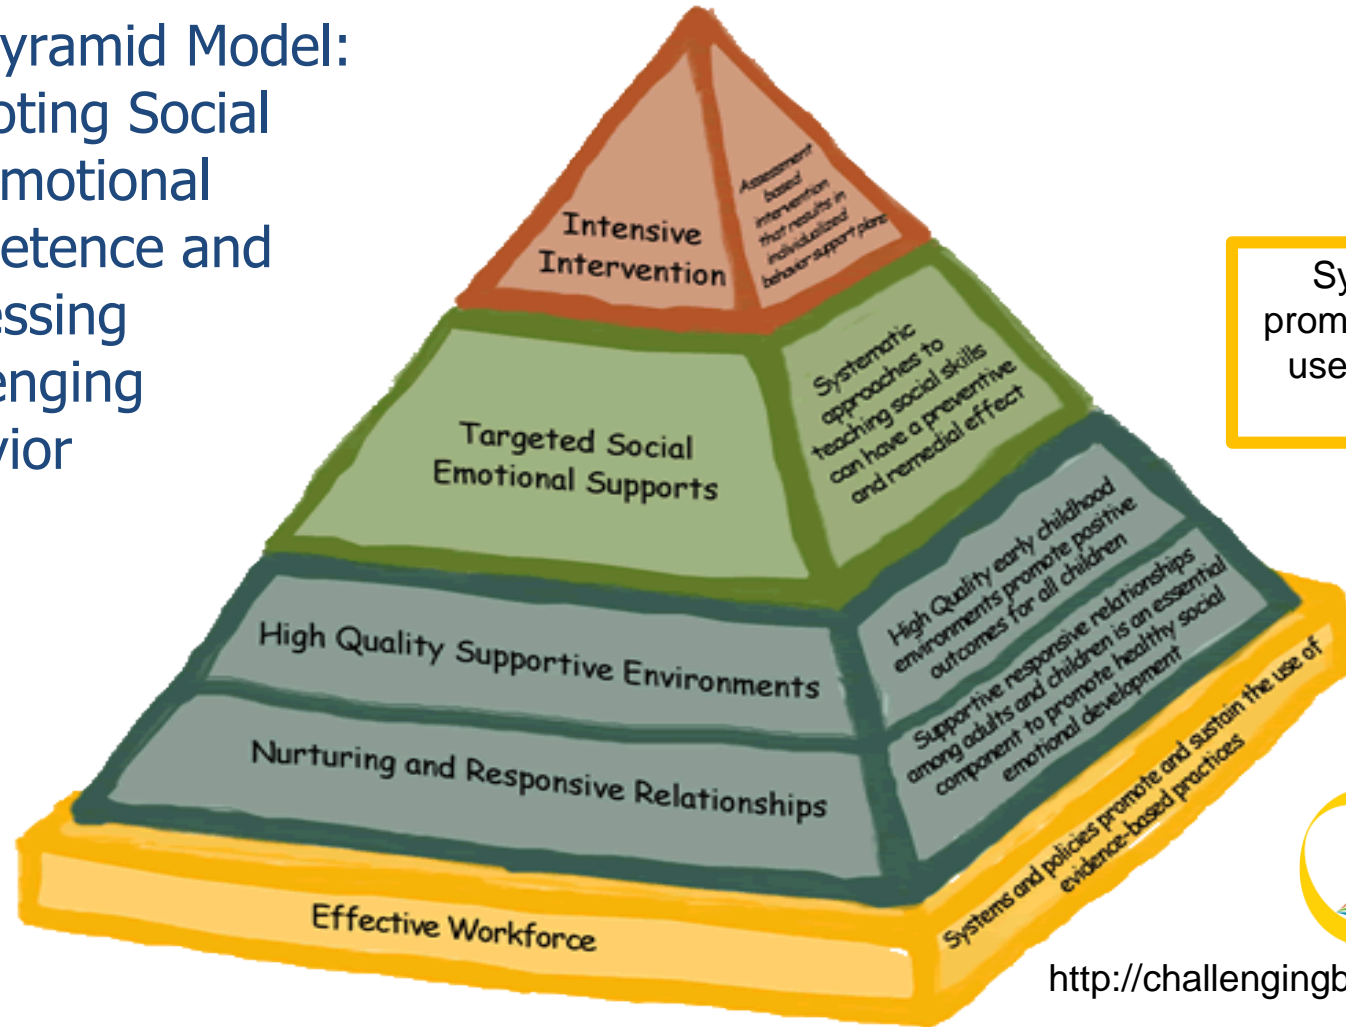 yramid Model:
oting Social
motional
etence and
essing
enging
vior
Intensive
Intervention
Assessment
based
intervention
that results in
individualized
behavior support plans
Targeted Social
Emotional Supports
Systematic
approaches to
teaching social skills
can have a preventive
and remedial effect
High Quality Supportive Environments
High Quality early childhood
environments promote positive
outcomes for all children
Nurturing and Responsive Relationships
Supportive responsive relationships
among adults and children is an essential
component to promote healthy social
emotional development
Effective Workforce
Systems and policies promote and sustain the use of
evidence-based practices
Sy
prom
use
http://challengingb